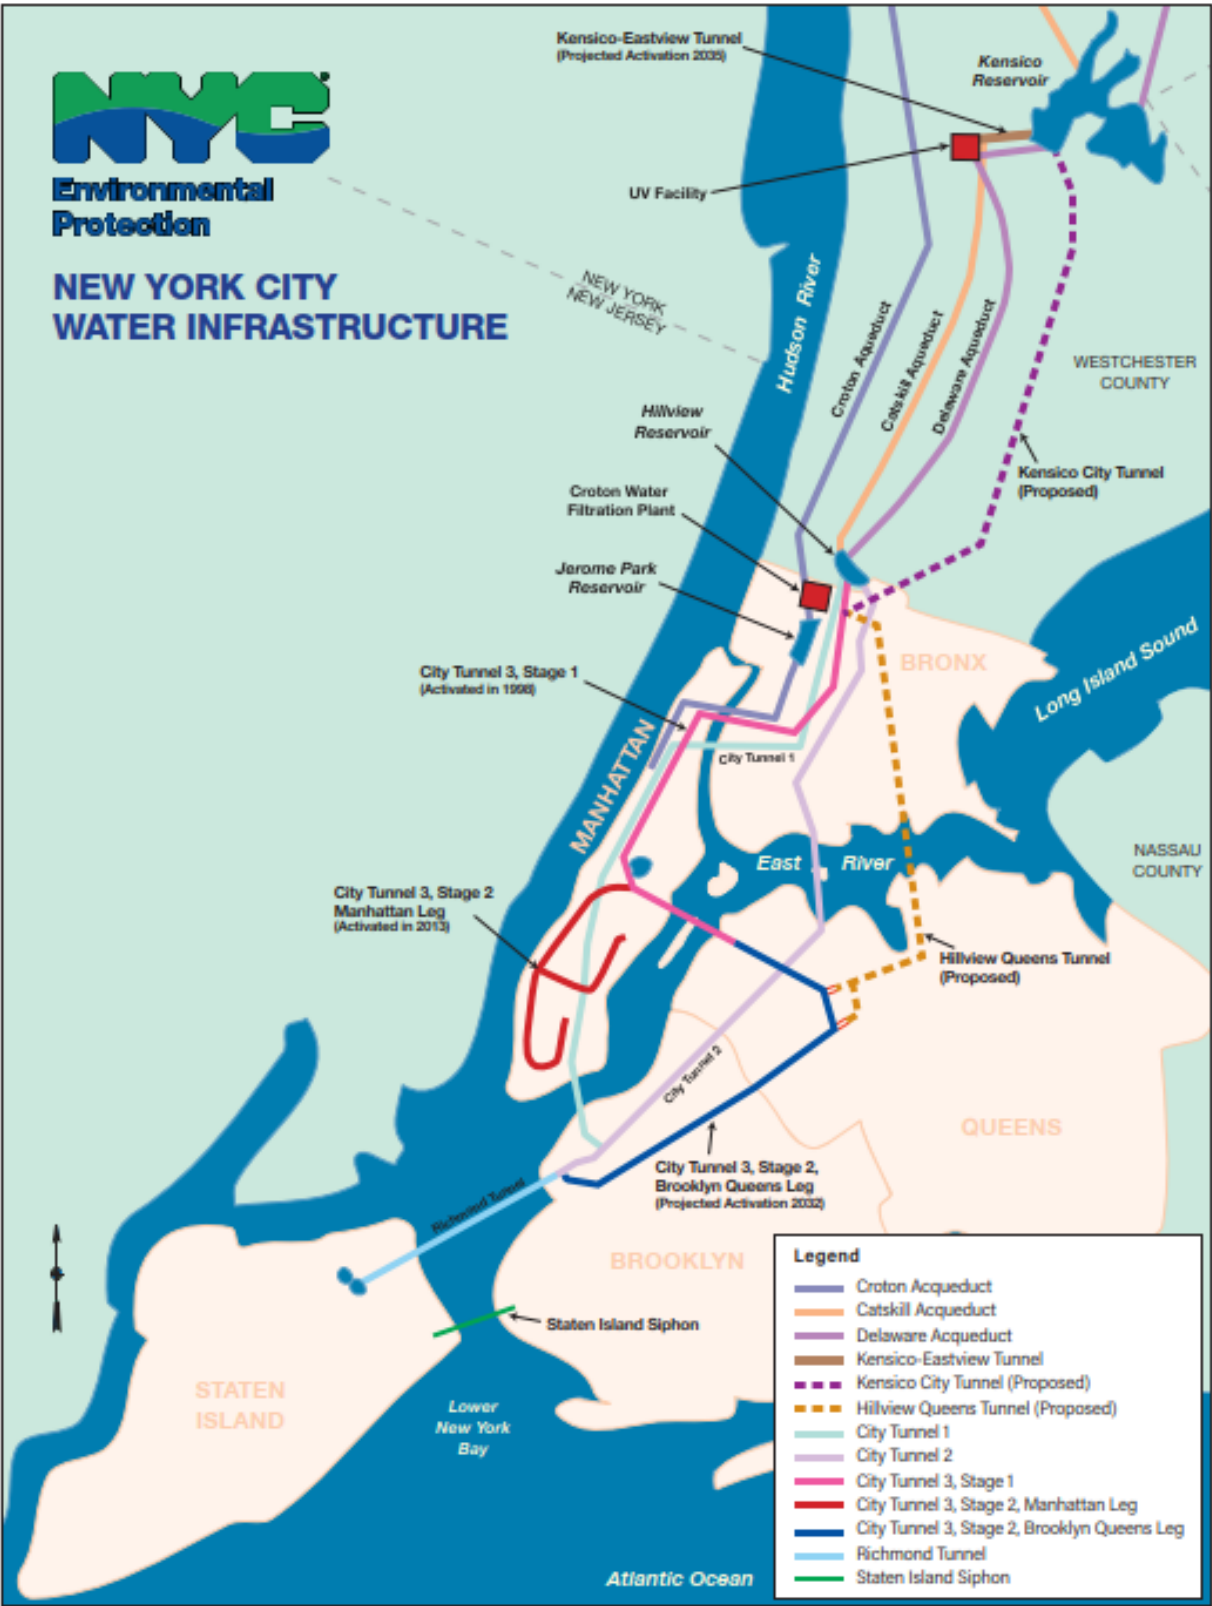 NYC
Environmental
Protection
NEW YORK CITY
WATER INFRASTRUCTURE
Kensico-Eastview Tunnel
(Projected Activation 2035)
Kensico
Reservoir
UV Facility
NEW YORK
NEW JERSEY
Hudson River
Croton Aqueduct
Catskill Aqueduct
Delaware Aqueduct
WESTCHESTER
COUNTY
Hillview
Reservoir
Kensico City Tunnel
(Proposed)
Croton Water
Filtration Plant
Jerome Park
Reservoir
Long Island Sound
BRONX
City Tunnel 3, Stage 1
(Activated in 1998)
MANHATTAN
City Tunnel 1
East River
NASSAU
COUNTY
City Tunnel 3, Stage 2
Manhattan Leg
(Activated in 2013)
Hillview Queens Tunnel
(Proposed)
City Tunnel 2
QUEENS
City Tunnel 3, Stage 2,
Brooklyn Queens Leg
(Projected Activation 2032)
Richmond Tunnel
BROOKLYN
Staten Island Siphon
STATEN
ISLAND
Lower
New York
Bay
Atlantic Ocean
Legend
Croton Acqueduct
Catskill Acqueduct
Delaware Acqueduct
Kensico-Eastview Tunnel
Kensico City Tunnel (Proposed)
Hillview Queens Tunnel (Proposed)
City Tunnel 1
City Tunnel 2
City Tunnel 3, Stage 1
City Tunnel 3, Stage 2, Manhattan Leg
City Tunnel 3, Stage 2, Brooklyn Queens Leg
Richmond Tunnel
Staten Island Siphon